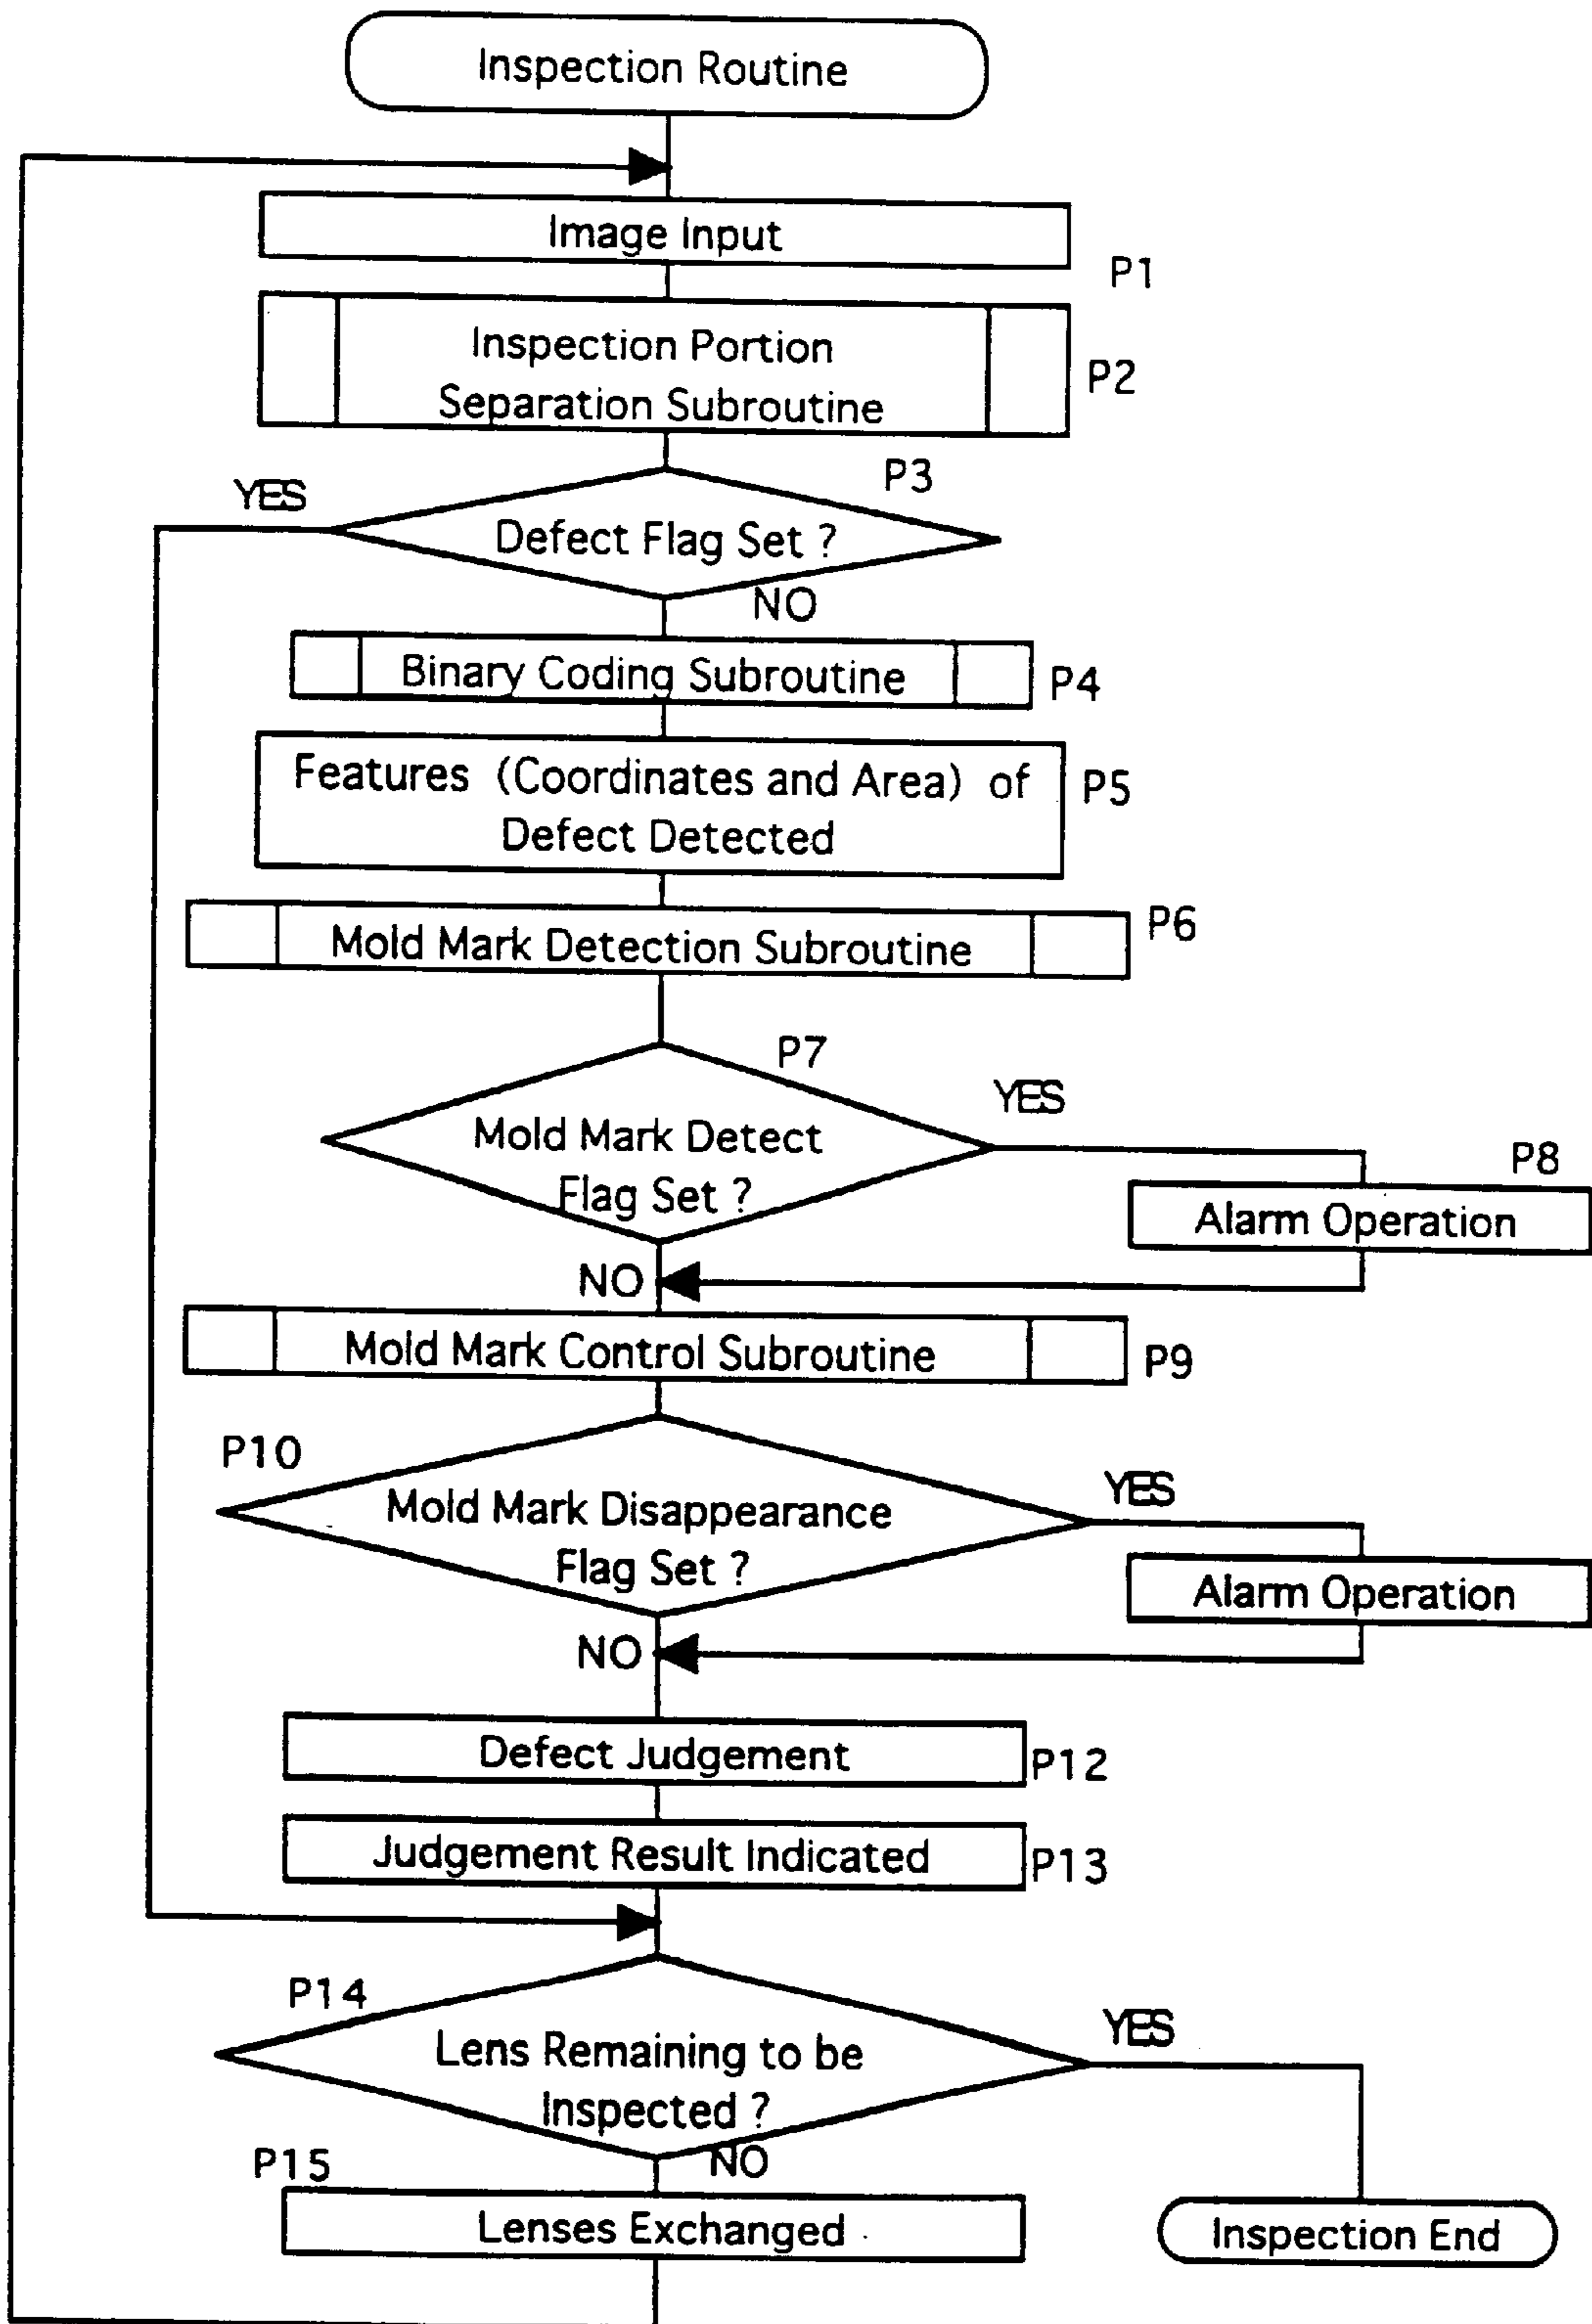 Inspection Routine
Image Input
P1
Inspection Portion
Separation Subroutine
P2
P3
YES
Defect Flag Set ?
NO
Binary Coding Subroutine
P4
Features (Coordinates and Area) of
Defect Detected
P5
Mold Mark Detection Subroutine
P6
P7
YES
Mold Mark Detect
Flag Set ?
P8
Alarm Operation
NO
Mold Mark Control Subroutine
P9
P10
YES
Mold Mark Disappearance
Flag Set ?
Alarm Operation
NO
Defect Judgement
P12
Judgement Result Indicated
P13
P14
YES
Lens Remaining to be
Inspected ?
NO
P15
Lenses Exchanged
Inspection End